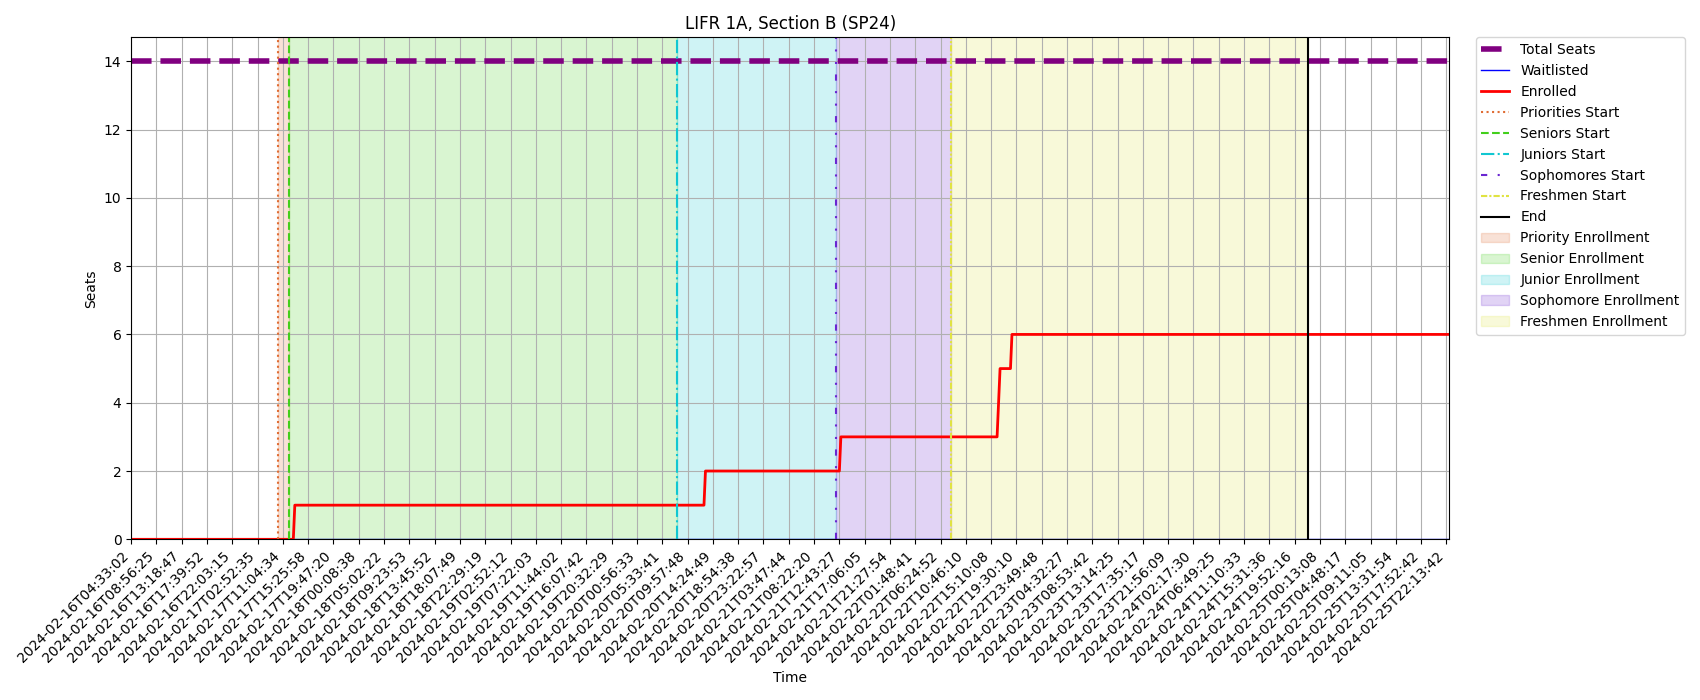 LIFR 1A, Section B (SP24)
Seats
14
12
10
8
6
4
2
0
2024-02-16T04:33:02
2024-02-16T08:56:25
2024-02-16T13:18:47
2024-02-16T17:39:52
2024-02-16T22:03:15
2024-02-17T02:52:35
2024-02-17T11:04:34
2024-02-17T15:25:58
2024-02-17T19:47:20
2024-02-18T00:08:38
2024-02-18T05:02:22
2024-02-18T09:23:53
2024-02-18T13:45:52
2024-02-18T18:07:49
2024-02-18T22:29:19
2024-02-19T02:52:12
2024-02-19T07:22:03
2024-02-19T11:44:02
2024-02-19T16:07:42
2024-02-19T20:32:29
2024-02-20T00:56:33
2024-02-20T05:33:41
2024-02-20T09:57:48
2024-02-20T14:24:49
2024-02-20T18:54:38
2024-02-20T23:22:57
2024-02-21T03:47:44
2024-02-21T08:22:20
2024-02-21T12:43:27
2024-02-21T17:06:05
2024-02-21T21:27:54
2024-02-22T01:48:41
2024-02-22T06:24:52
2024-02-22T10:46:10
2024-02-22T15:10:08
2024-02-22T19:30:10
2024-02-22T23:49:48
2024-02-23T04:32:27
2024-02-23T08:53:42
2024-02-23T13:14:25
2024-02-23T17:35:17
2024-02-23T21:56:09
2024-02-24T02:17:30
2024-02-24T06:49:25
2024-02-24T11:10:33
2024-02-24T15:31:36
2024-02-24T19:52:16
2024-02-25T00:13:08
2024-02-25T04:48:17
2024-02-25T09:11:05
2024-02-25T13:31:54
2024-02-25T17:52:42
2024-02-25T22:13:42
Time
Total Seats
Waitlisted
Enrolled
Priorities Start
Seniors Start
Juniors Start
Sophomores Start
Freshmen Start
End
Priority Enrollment
Senior Enrollment
Junior Enrollment
Sophomore Enrollment
Freshmen Enrollment